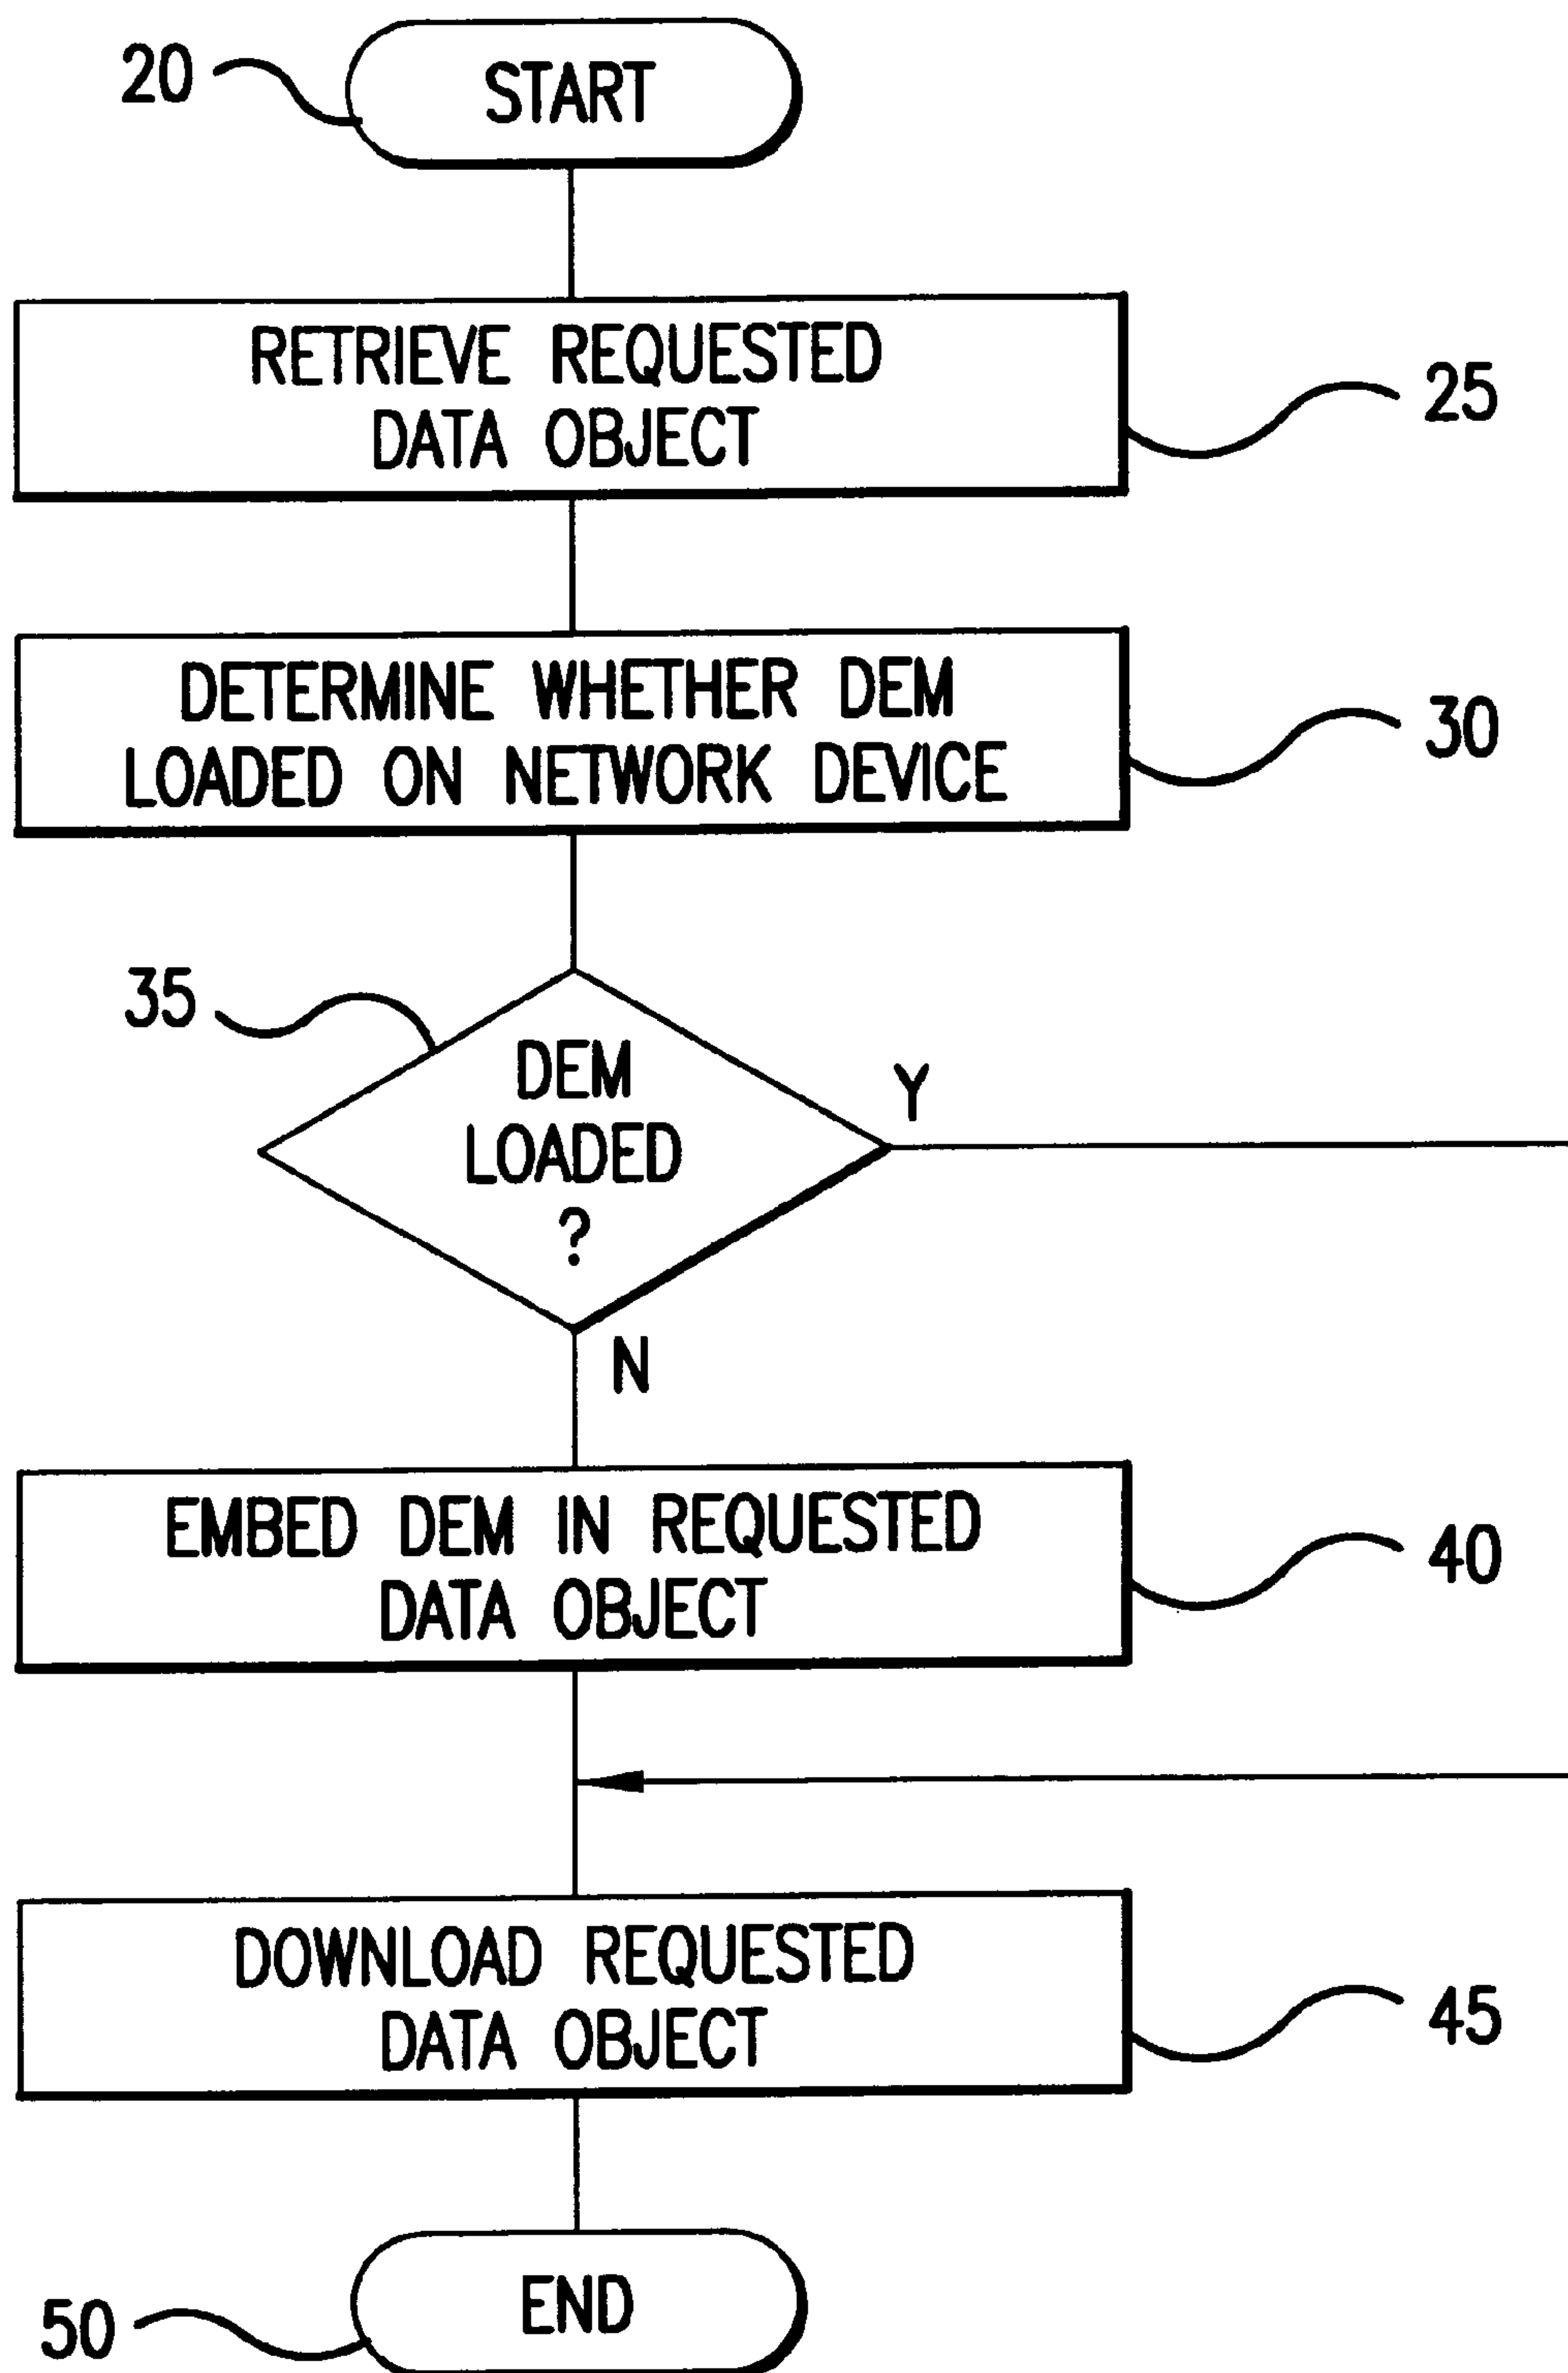 20
START
RETRIEVE REQUESTED
DATA OBJECT
25
DETERMINE WHETHER DEM
LOADED ON NETWORK DEVICE
30
35
DEM
LOADED
?
Y
N
EMBED DEM IN REQUESTED
DATA OBJECT
40
DOWNLOAD REQUESTED
DATA OBJECT
45
END
50